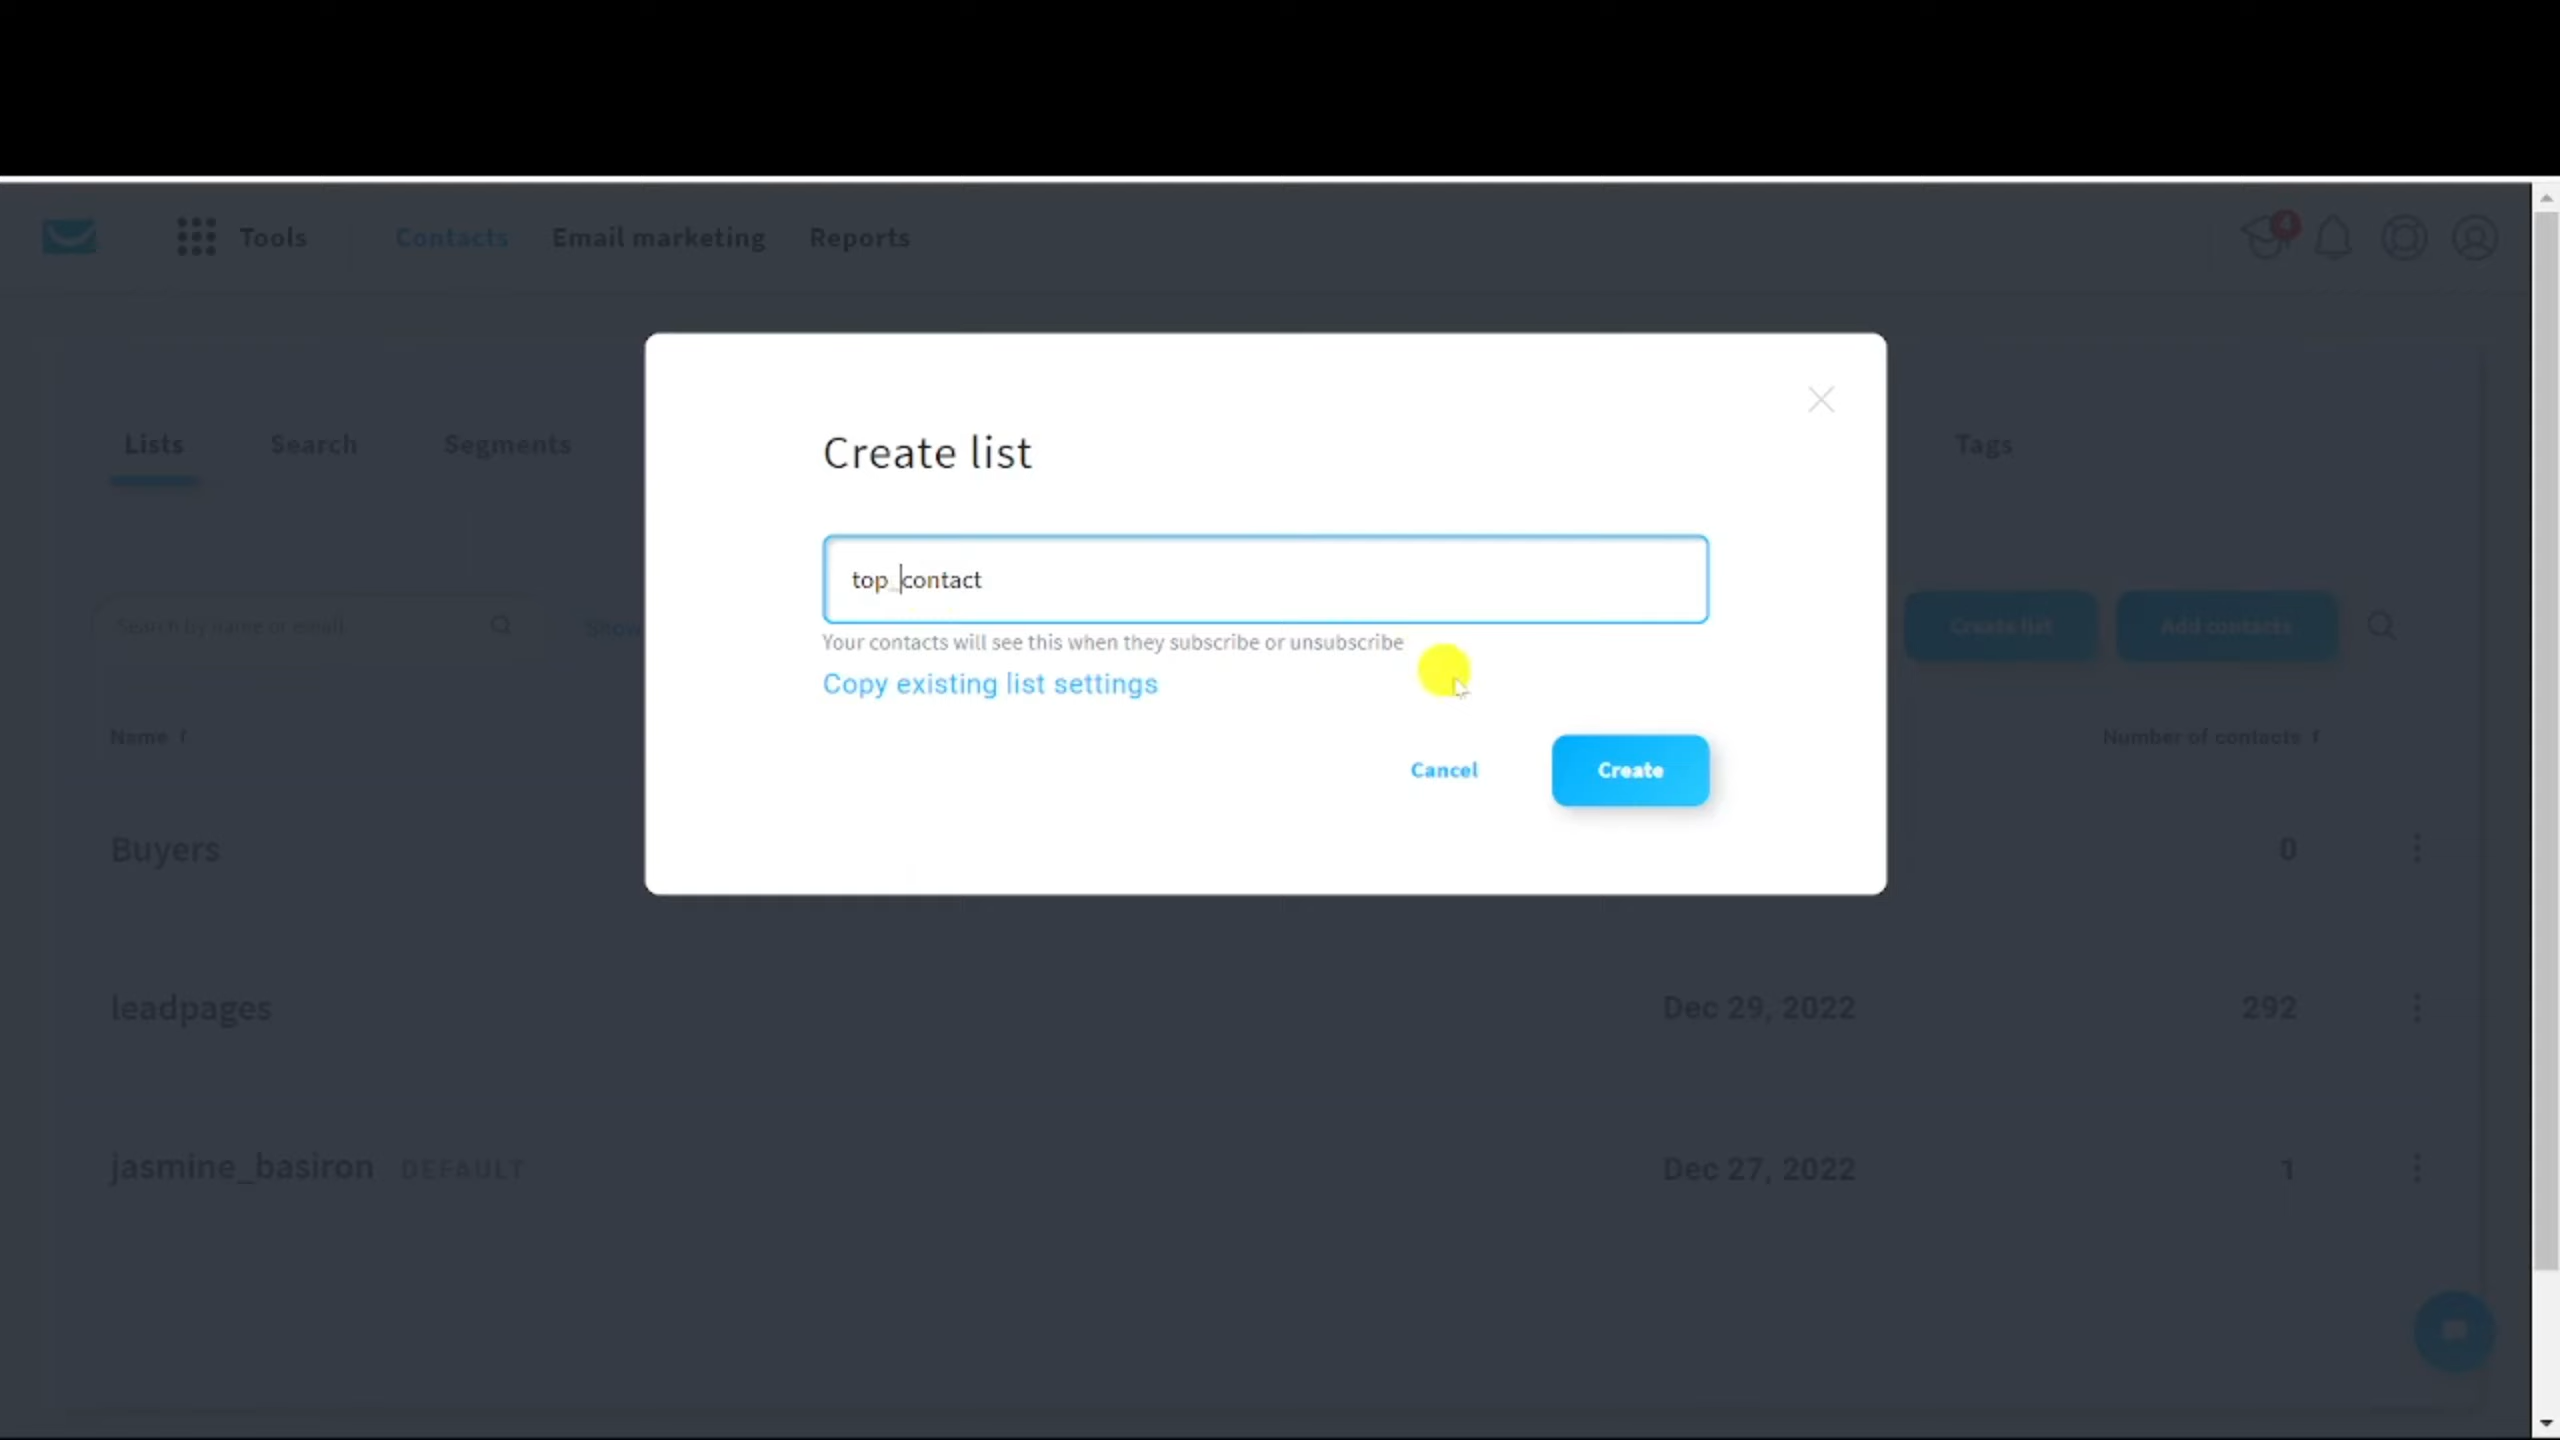 Tools
Contacts
Email marketing
Reports
4
Lists
Search
Segments
Tags
Create list
top_contact
Your contacts will see this when they subscribe or unsubscribe
Copy existing list settings
Cancel
Create
Search by name or email
Show
Create list
Add contacts
Name
Number of contacts
Buyers
0
leadpages
Dec 29, 2022
292
jasmine_basiron DEFAULT
Dec 27, 2022
1